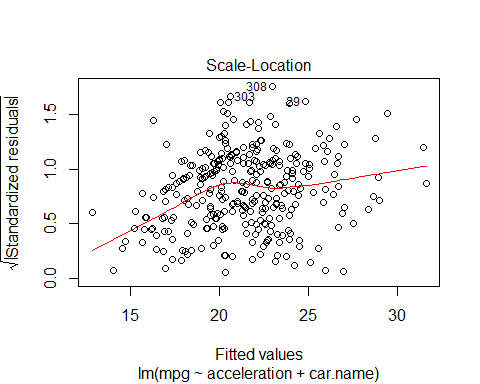 Scale-Location
√|Standardized residuals|
1.5
1.0
0.5
0.0
308
303
89
15
20
25
30
Fitted values
lm(mpg ~ acceleration + car.name)